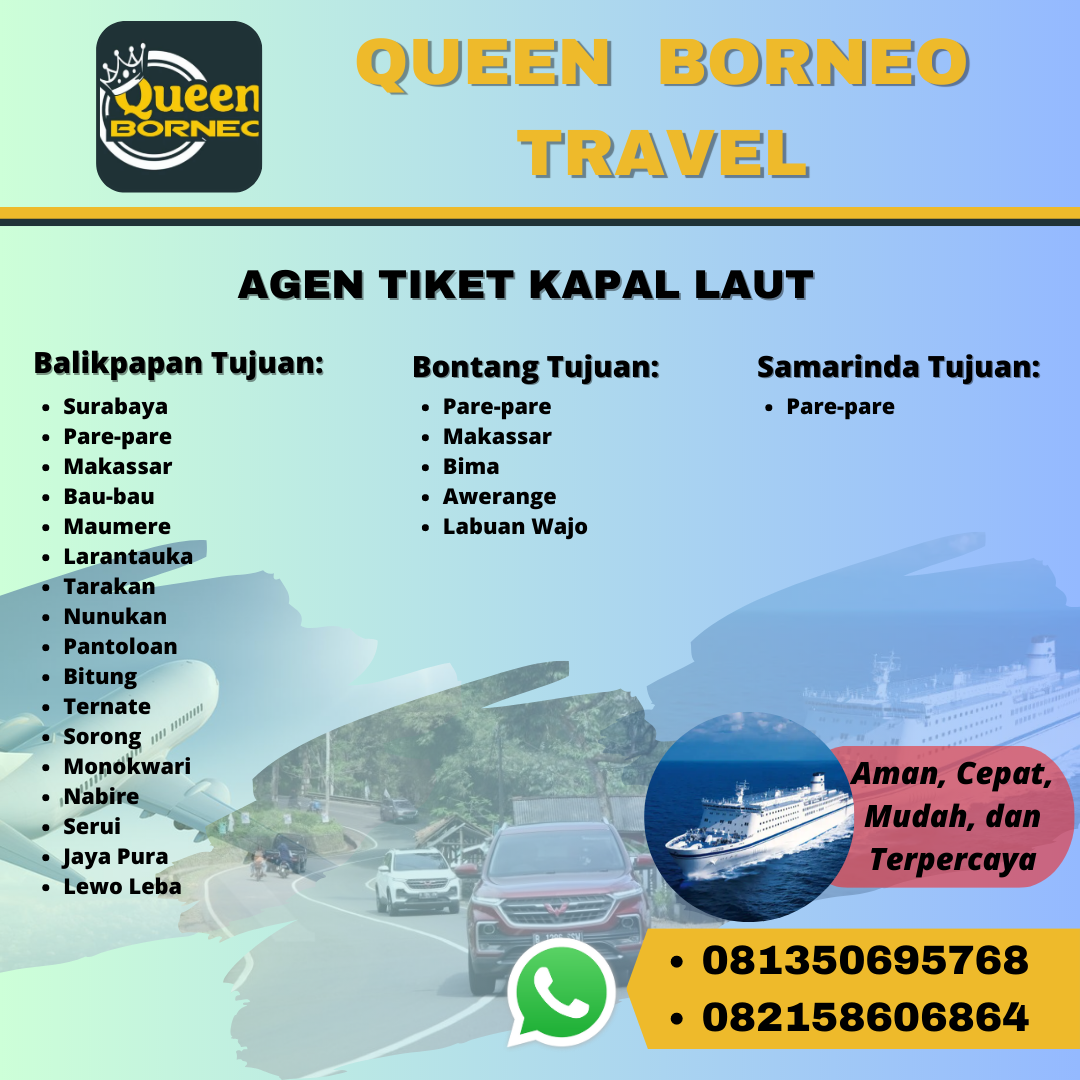 Queen
BORNEO
QUEEN BORNEO
TRAVEL
AGEN TIKET KAPAL LAUT
Balikpapan Tujuan:
• Surabaya
• Pare-pare
• Makassar
• Bau-bau
• Maumere
• Larantauka
• Tarakan
• Nunukan
• Pantoloan
• Bitung
• Ternate
• Sorong
• Monokwari
• Nabire
• Serui
• Jaya Pura
• Lewo Leba
Bontang Tujuan:
• Pare-pare
• Makassar
• Bima
• Awerange
• Labuan Wajo
Samarinda Tujuan:
• Pare-pare
Aman, Cepat,
Mudah, dan
Terpercaya
• 081350695768
• 082158606864